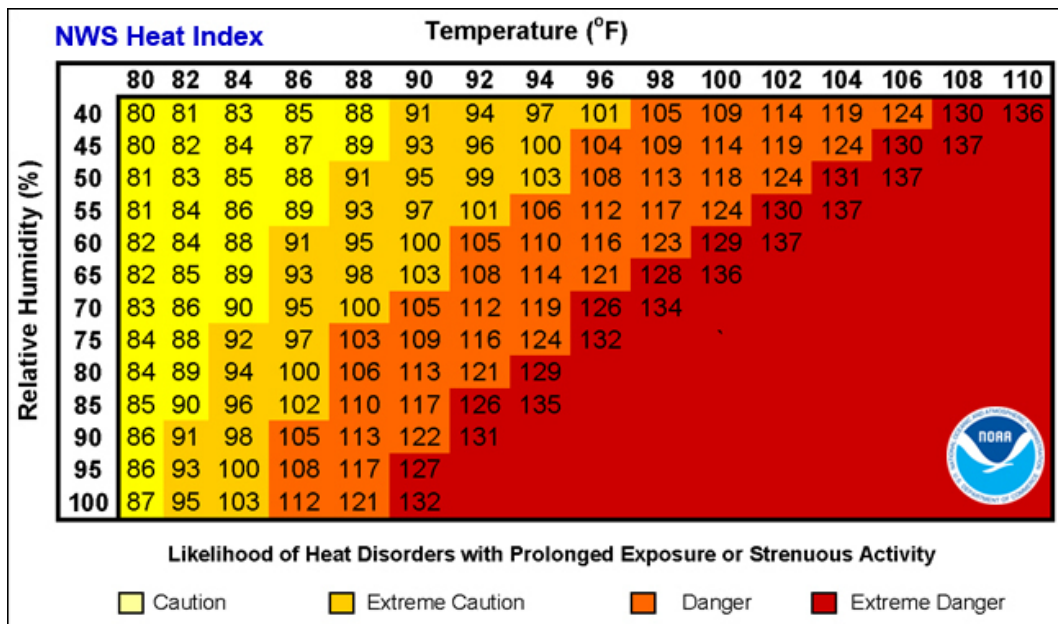 NWS Heat Index
Temperature (°F)
80 82 84 86 88 90 92 94 96 98 100 102 104 106 108 110
Relative Humidity (%)
40 80 81 83 85 88 91 94 97 101 105 109 114 119 124 130 136
45 80 82 84 87 89 93 96 100 104 109 114 119 124 130 137
50 81 83 85 88 91 95 99 103 108 113 118 124 131 137
55 81 84 86 89 93 97 101 106 112 117 124 130 137
60 82 84 88 91 95 100 105 110 116 123 129 137
65 82 85 89 93 98 103 108 114 121 128 136
70 83 86 90 95 100 105 112 119 126 134
75 84 88 92 97 103 109 116 124 132
80 84 89 94 100 106 113 121 129
85 85 90 96 102 110 117 126 135
90 86 91 98 105 113 122 131
95 86 93 100 108 117 127
100 87 95 103 112 121 132
NATIONAL OCEANIC AND ATMOSPHERIC ADMINISTRATION
NOAA
U.S. DEPARTMENT OF COMMERCE
Likelihood of Heat Disorders with Prolonged Exposure or Strenuous Activity
Caution
Extreme Caution
Danger
Extreme Danger